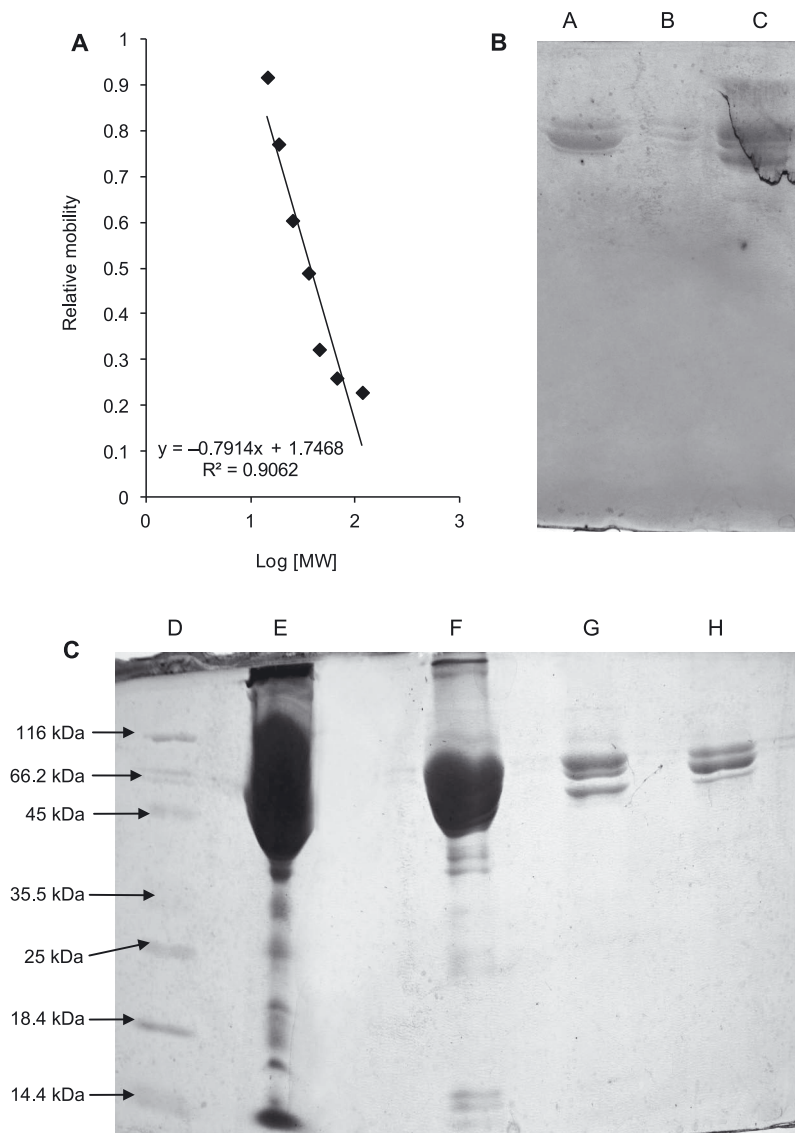 A
1
0.9
0.8
0.7
0.6
0.5
0.4
0.3
0.2
0.1
0
Relative mobility
y = –0.7914x + 1.7468
R² = 0.9062
0 1 2 3
Log [MW]
B
A B C
C
D E F G H
116 kDa
66.2 kDa
45 kDa
35.5 kDa
25 kDa
18.4 kDa
14.4 kDa